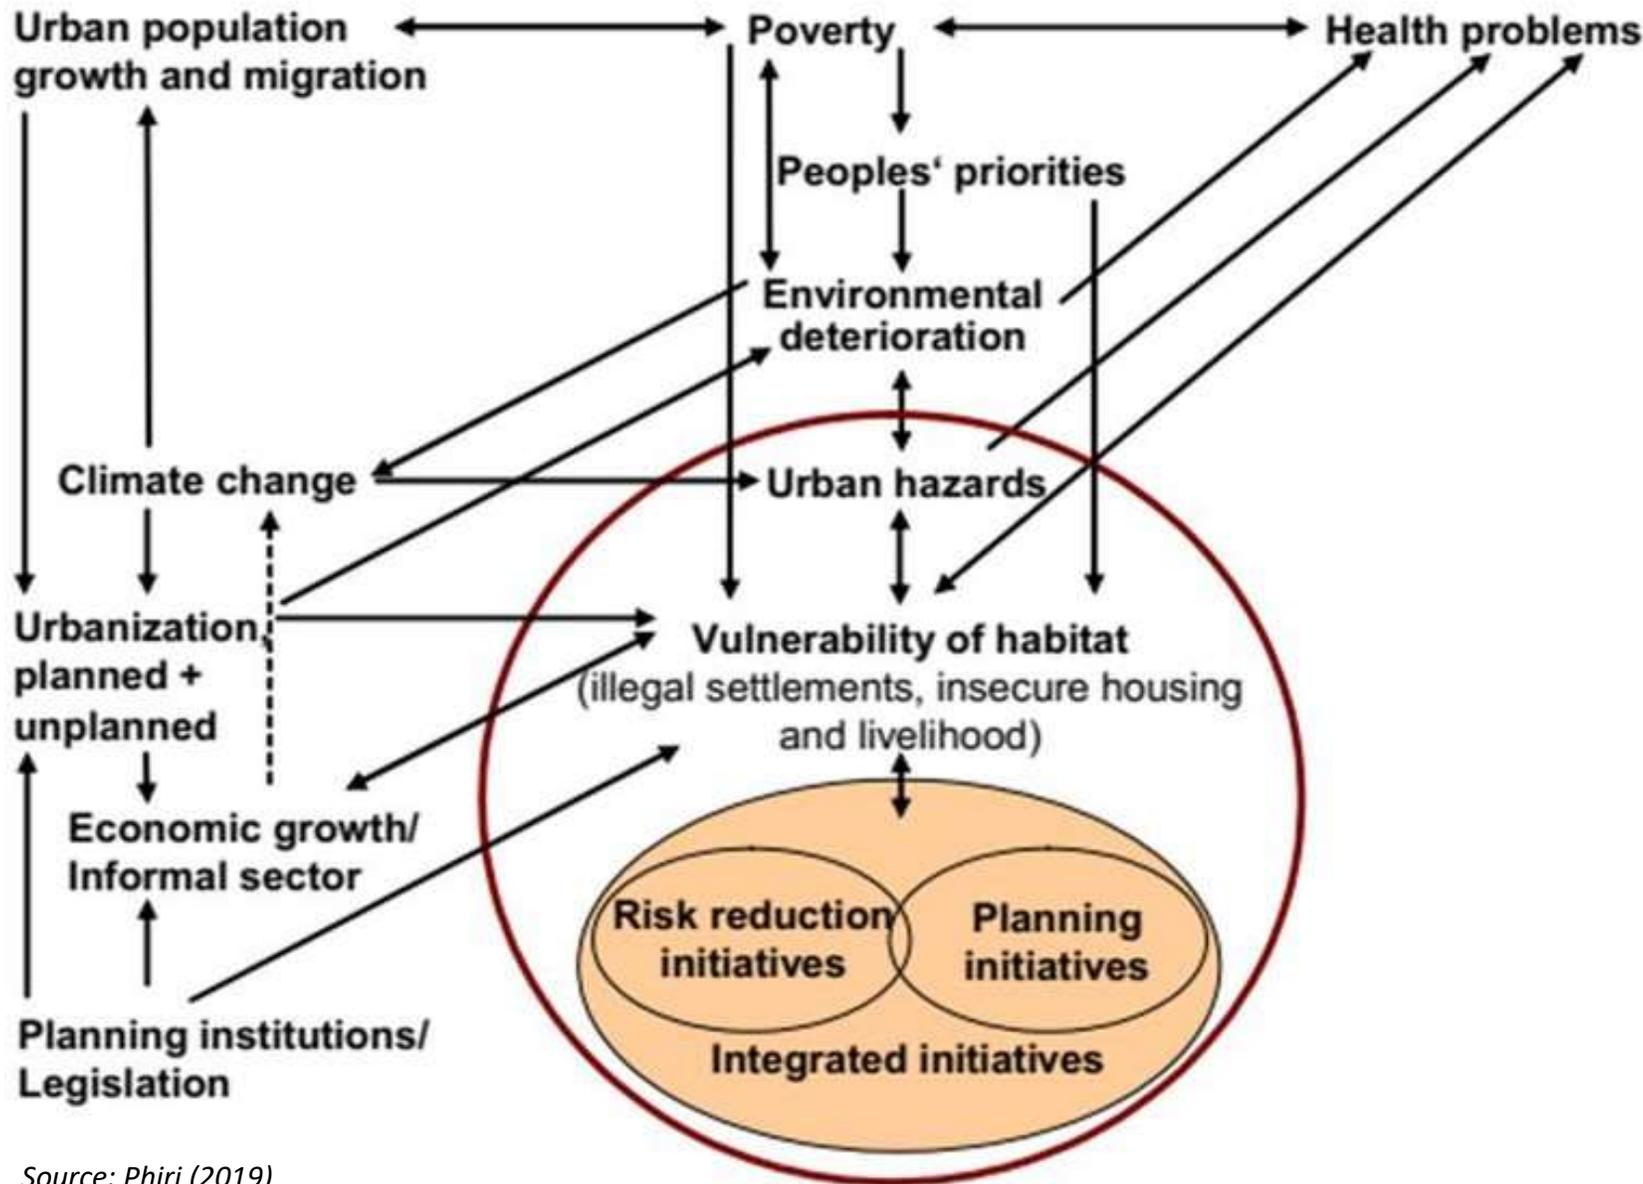 Urban population
growth and migration
Poverty
Health problems
Peoples‘ priorities
Environmental
deterioration
Climate change
Urban hazards
Urbanization,
planned +
unplanned
Vulnerability of habitat
(illegal settlements, insecure housing
and livelihood)
Economic growth/
Informal sector
Risk reduction
initiatives
Planning
initiatives
Integrated initiatives
Planning institutions/
Legislation
Source: Phiri (2019)